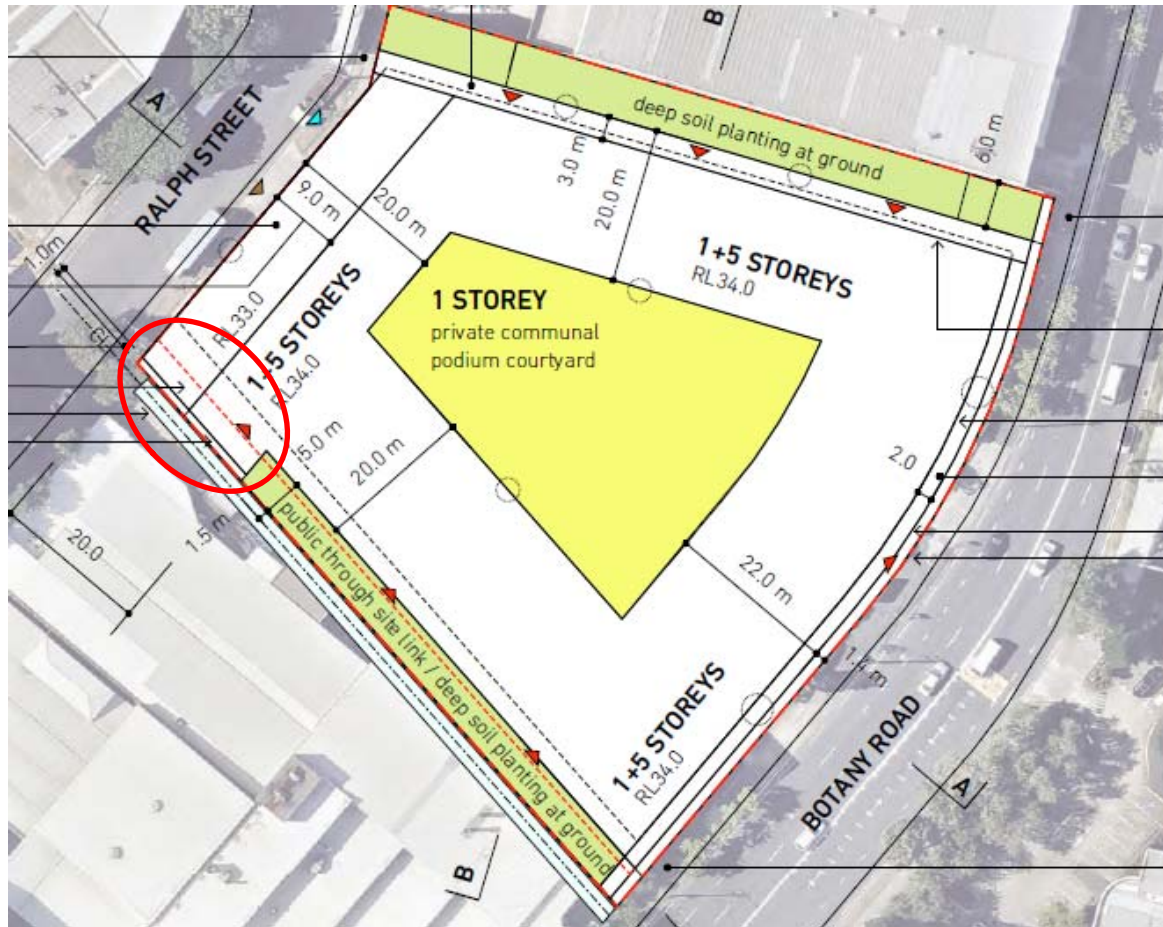 B
A
RALPH STREET
deep soil planting at ground
3.0 m
6.0 m
9.0 m
20.0 m
20.0 m
1.0m
1+5 STOREYS
RL34.0
1 STOREY
private communal
podium courtyard
RL33.0
1+5 STOREYS
RL34.0
5.0 m
20.0 m
2.0
1.5 m
20.0
public through site link / deep soil planting at ground
22.0 m
1.4 m
1+5 STOREYS
RL34.0
BOTANY ROAD
A
B